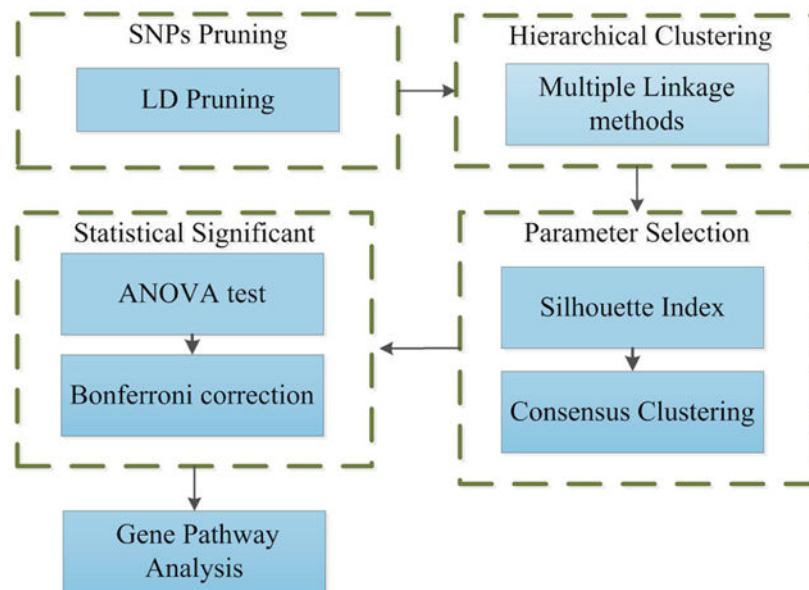 SNPs Pruning
LD Pruning
Hierarchical Clustering
Multiple Linkage
methods
Parameter Selection
Silhouette Index
Consensus Clustering
Statistical Significant
ANOVA test
Bonferroni correction
Gene Pathway
Analysis